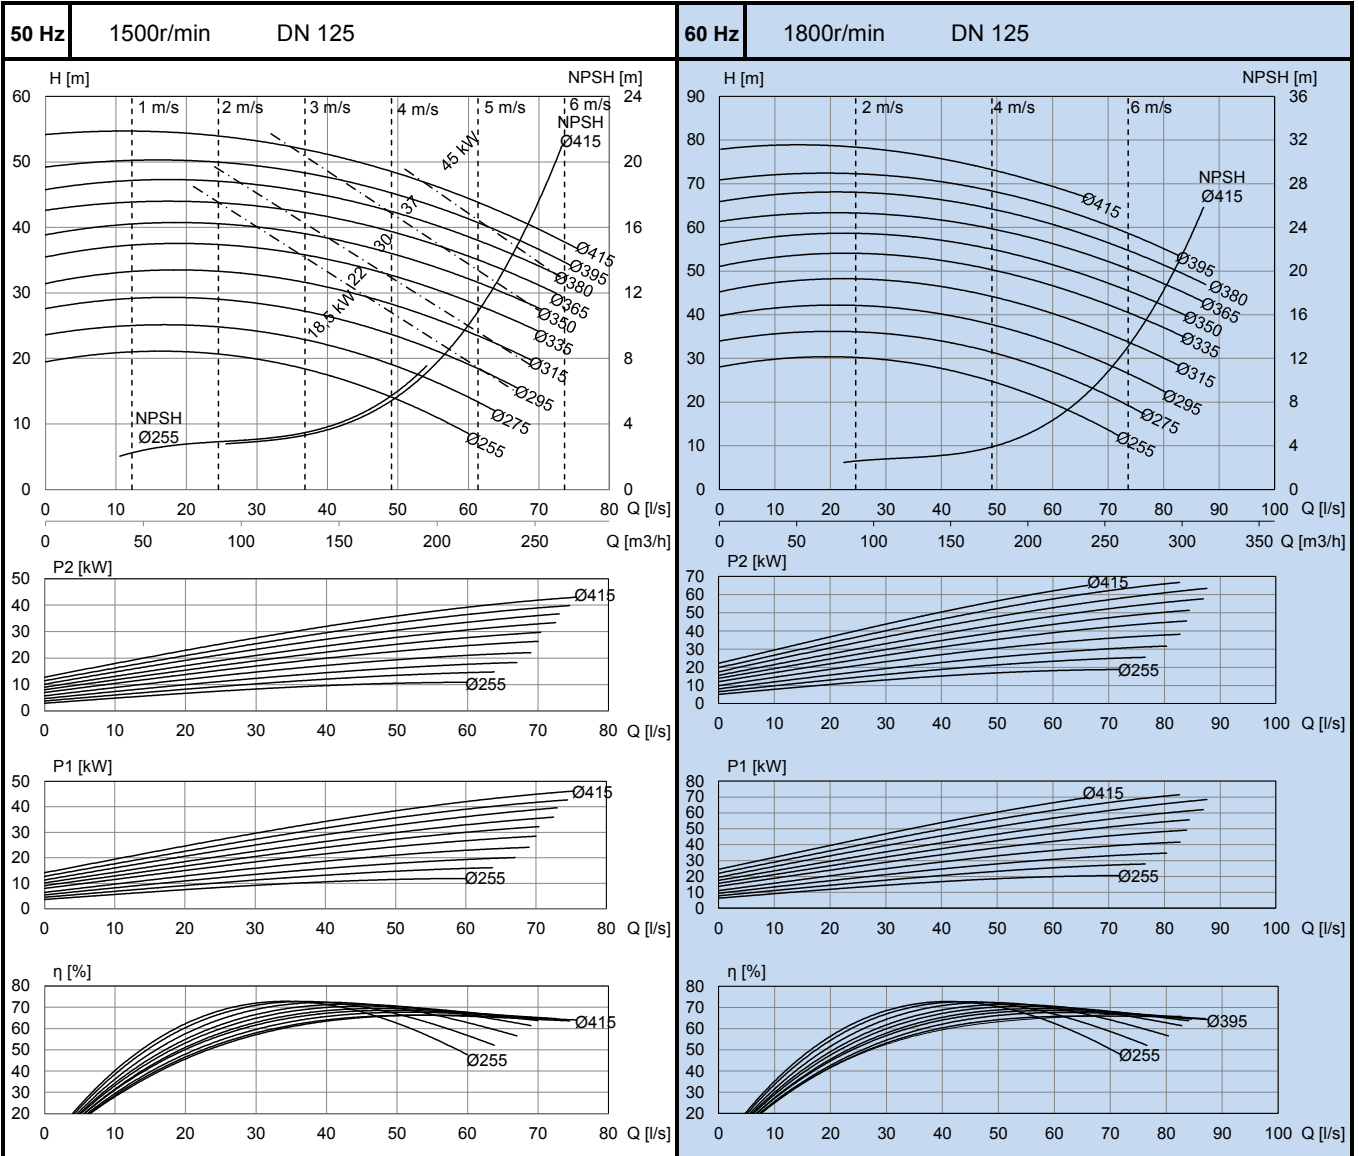 50 Hz 1500r/min DN 125
H [m] NPSH [m]
60 1 m/s 2 m/s 3 m/s 4 m/s 5 m/s 6 m/s 24
NPSH
Ø415
45 kW
50 20
37
40 16
30
Ø415
Ø395
Ø380
22
30 12
Ø365
18,5 kW
Ø350
Ø335
20 8
Ø315
Ø295
NPSH
Ø255
10 4
Ø275
Ø255
0 0
0 10 20 30 40 50 60 70 80 Q [l/s]
0 50 100 150 200 250 Q [m3/h]
P2 [kW]
50
40 Ø415
30
20
10 Ø255
0
0 10 20 30 40 50 60 70 80 Q [l/s]
P1 [kW]
50
40 Ø415
30
20
10 Ø255
0
0 10 20 30 40 50 60 70 80 Q [l/s]
η [%]
80
70
60 Ø415
50 Ø255
40
30
20
0 10 20 30 40 50 60 70 80 Q [l/s]
60 Hz 1800r/min DN 125
H [m] NPSH [m]
90 2 m/s 4 m/s 6 m/s 36
80 32
NPSH
Ø415
70 28
Ø415
60 24
50 Ø395 20
Ø380
Ø365
40 16
Ø350
Ø335
30 12
Ø315
Ø295
20 8
Ø275
Ø255
10 4
0 0
0 10 20 30 40 50 60 70 80 90 100 Q [l/s]
0 50 100 150 200 250 300 350 Q [m3/h]
P2 [kW]
70 Ø415
60
50
40
30
20 Ø255
10
0
0 10 20 30 40 50 60 70 80 90 100 Q [l/s]
P1 [kW]
80
70 Ø415
60
50
40
30
20 Ø255
10
0
0 10 20 30 40 50 60 70 80 90 100 Q [l/s]
η [%]
80
70
60 Ø395
50 Ø255
40
30
20
0 10 20 30 40 50 60 70 80 90 100 Q [l/s]